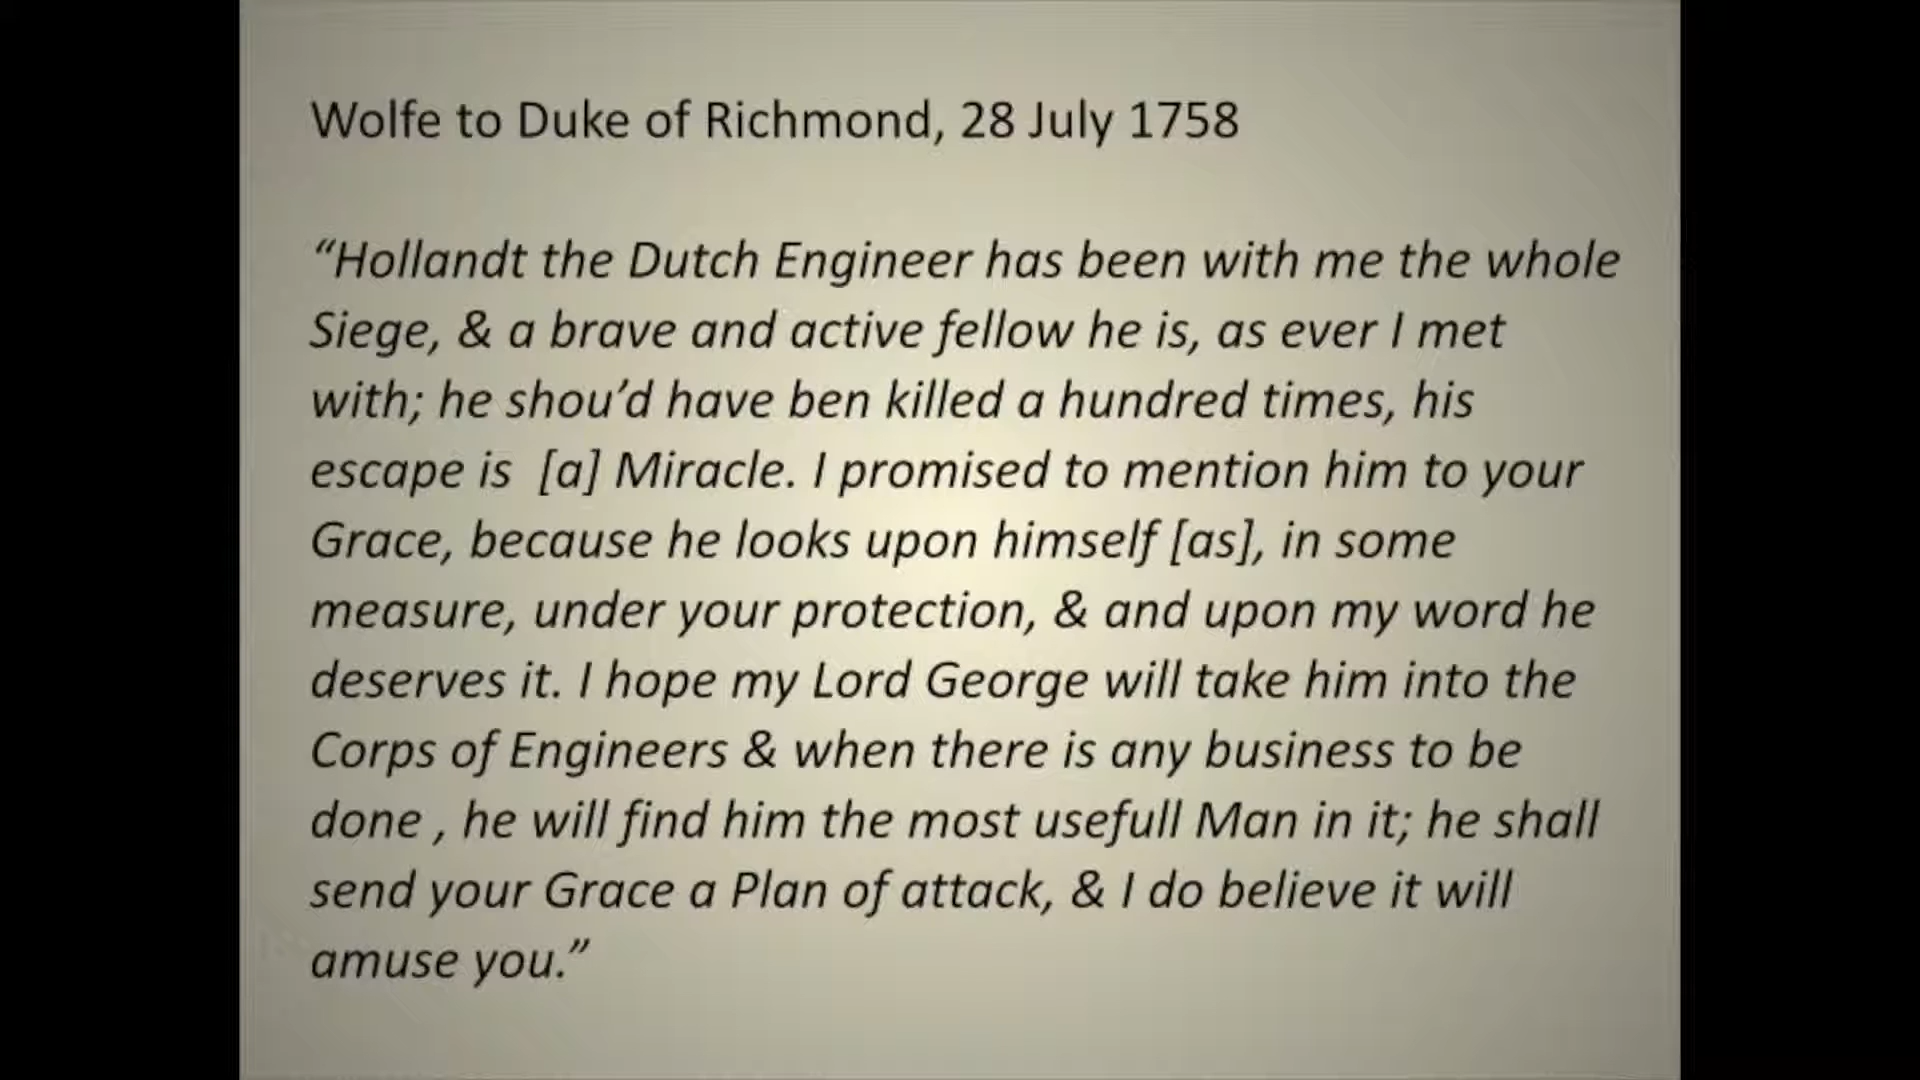 Wolfe to Duke of Richmond, 28 July 1758
“Hollandt the Dutch Engineer has been with me the whole
Siege, & a brave and active fellow he is, as ever I met
with; he shou’d have ben killed a hundred times, his
escape is [a] Miracle. I promised to mention him to your
Grace, because he looks upon himself [as], in some
measure, under your protection, & and upon my word he
deserves it. I hope my Lord George will take him into the
Corps of Engineers & when there is any business to be
done , he will find him the most usefull Man in it; he shall
send your Grace a Plan of attack, & I do believe it will
amuse you.”